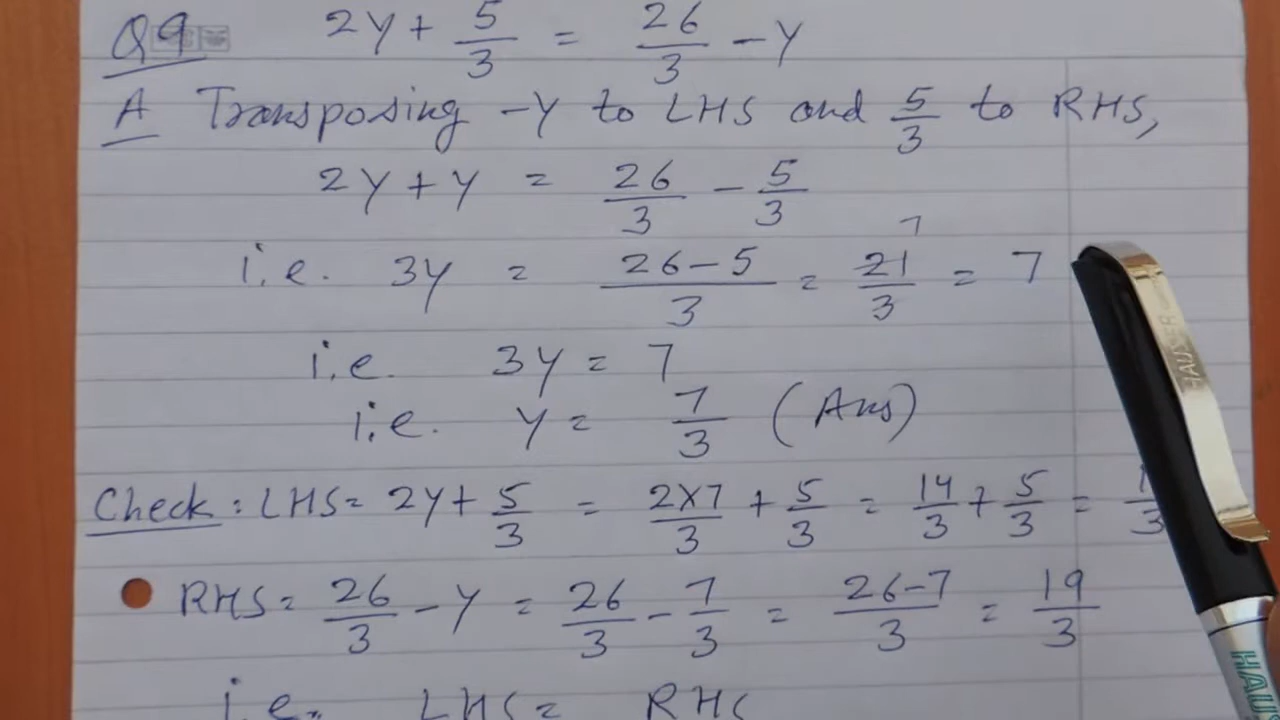 Q9 2y + 5/3 = 26/3 - y
A Transposing -y to LHS and 5/3 to RHS,
2y + y = 26/3 - 5/3
7
i.e. 3y = 26-5/3 = 21/3 = 7
i.e. 3y = 7
i.e. y = 7/3 (Ans)
Check: LHS = 2y + 5/3 = 2×7/3 + 5/3 = 14/3 + 5/3 =
RHS = 26/3 - y = 26/3 - 7/3 = 26-7/3 = 19/3
i.e. LHS = RHS
HAUSER
HAUS